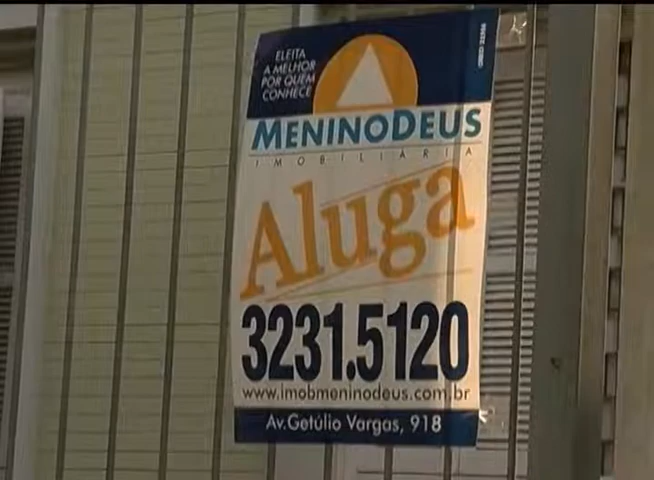 ELEITA
A MELHOR
POR QUEM
CONHECE
MENINODEUS
IMOBILIÁRIA
Aluga
3231.5120
www.imobmeninodeus.com.br
Av.Getúlio Vargas, 918